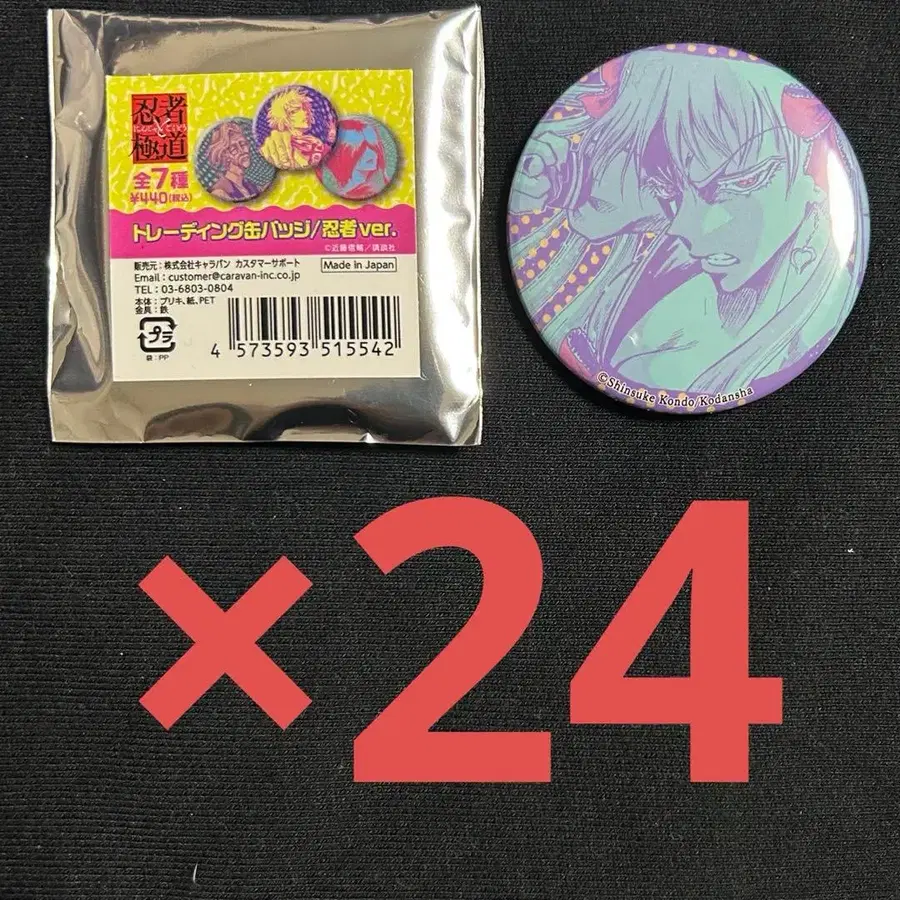 忍者
と
極道
全7種
¥440(税込)
トレーディング缶バッジ/忍者 ver.
©近藤信輔/講談社
販売元:株式会社キャラバン カスタマーサポート
Made in Japan
Email:customer@caravan-inc.co.jp
TEL:03-6803-0804
本体:ブリキ、紙、PET
金具:鉄
プラ
袋:PP
4 573593 515542
©Shinsuke Kondo/Kodansha
×24